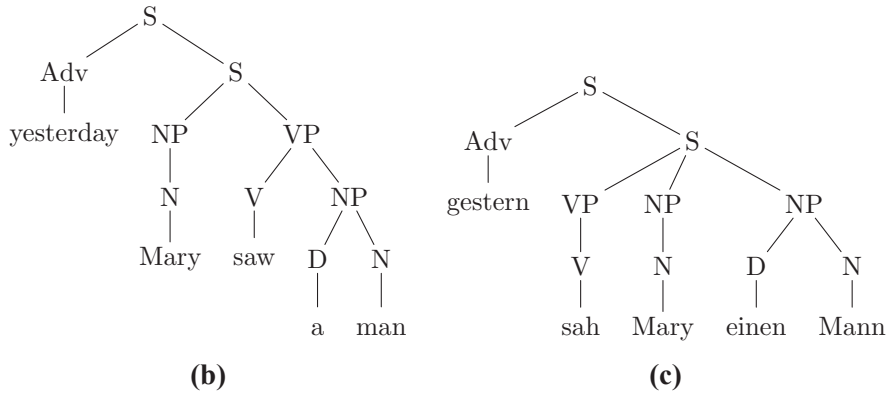 S
Adv S
yesterday NP VP
N V NP
Mary saw D N
a man
(b)
S
Adv S
gestern VP NP NP
V N D N
sah Mary einen Mann
(c)